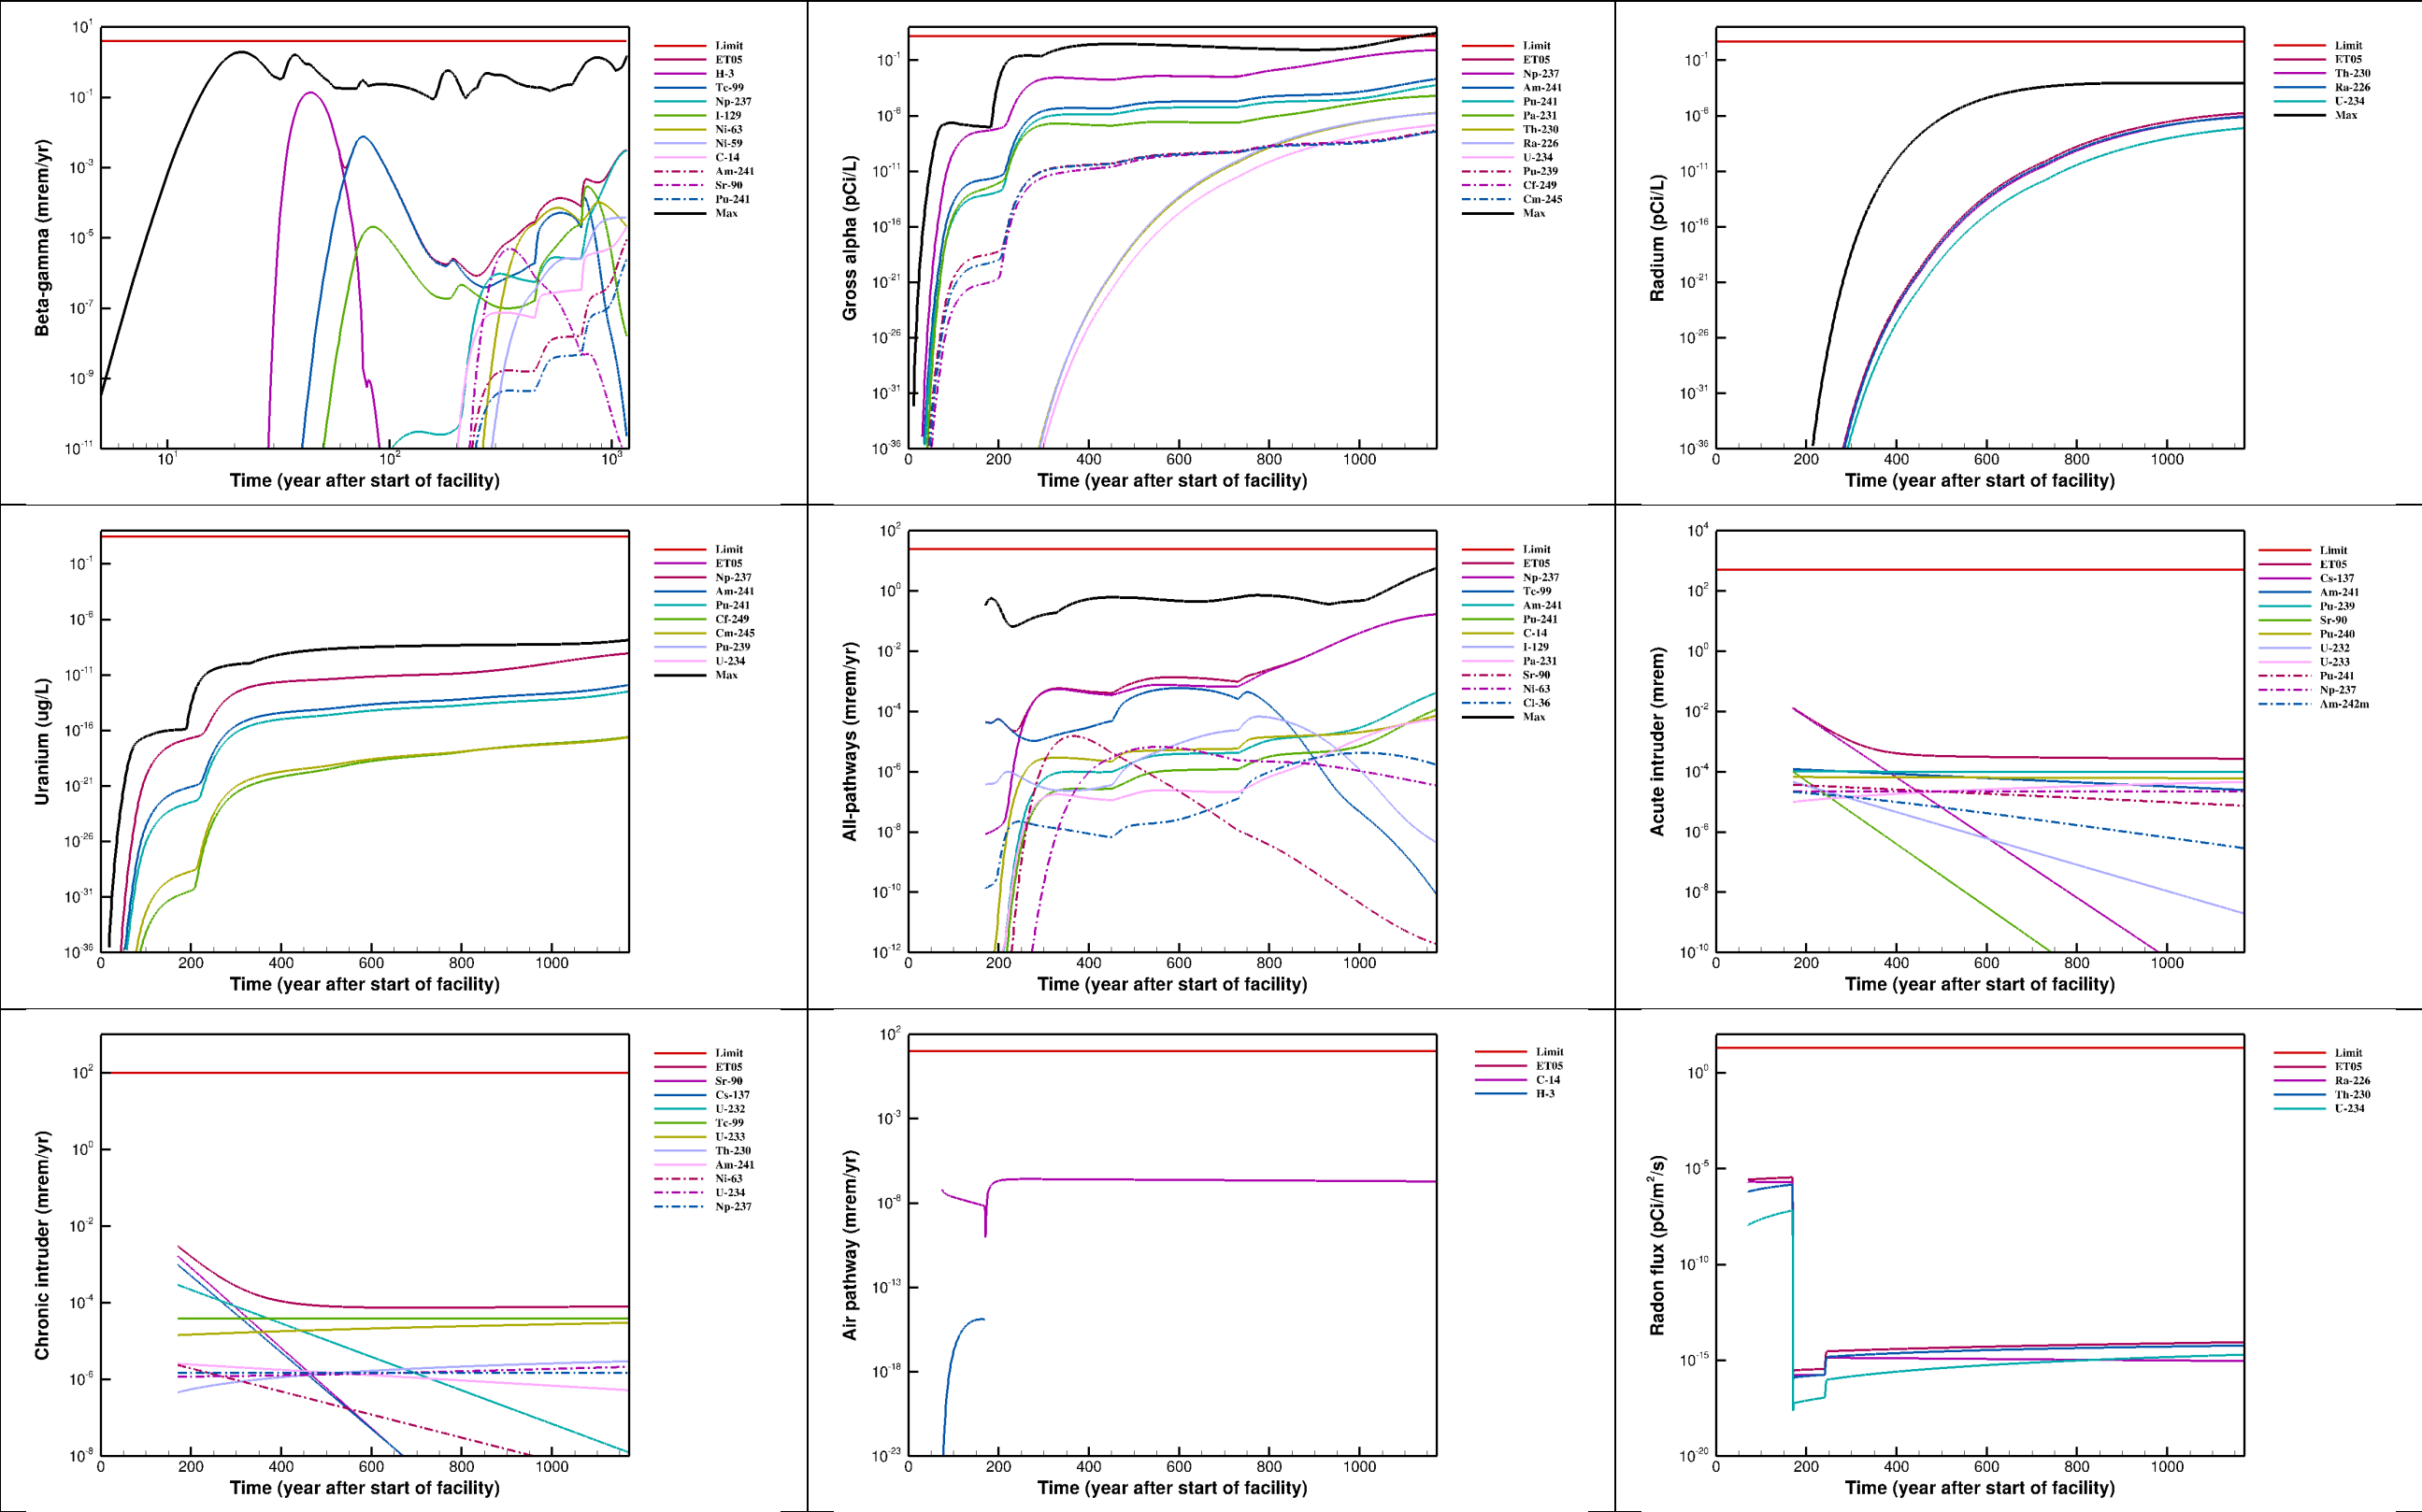 Beta-gamma (mrem/yr)
10¹
10⁻¹
10⁻³
10⁻⁵
10⁻⁷
10⁻⁹
10⁻¹¹
10¹ 10² 10³
Time (year after start of facility)
Limit
ET05
H-3
Tc-99
Np-237
I-129
Ni-63
Ni-59
C-14
Am-241
Sr-90
Pu-241
Max
Gross alpha (pCi/L)
10⁻¹
10⁻⁶
10⁻¹¹
10⁻¹⁶
10⁻²¹
10⁻²⁶
10⁻³¹
10⁻³⁶
0 200 400 600 800 1000
Time (year after start of facility)
Limit
ET05
Np-237
Am-241
Pu-241
Pa-231
Th-230
Ra-226
U-234
Pu-239
Cf-249
Cm-245
Max
Radium (pCi/L)
10⁻¹
10⁻⁶
10⁻¹¹
10⁻¹⁶
10⁻²¹
10⁻²⁶
10⁻³¹
10⁻³⁶
0 200 400 600 800 1000
Time (year after start of facility)
Limit
ET05
Th-230
Ra-226
U-234
Max
Uranium (ug/L)
10⁻¹
10⁻⁶
10⁻¹¹
10⁻¹⁶
10⁻²¹
10⁻²⁶
10⁻³¹
10⁻³⁶
0 200 400 600 800 1000
Time (year after start of facility)
Limit
ET05
Np-237
Am-241
Pu-241
Cf-249
Cm-245
Pu-239
U-234
Max
All-pathways (mrem/yr)
10²
10⁰
10⁻²
10⁻⁴
10⁻⁶
10⁻⁸
10⁻¹⁰
10⁻¹²
0 200 400 600 800 1000
Time (year after start of facility)
Limit
ET05
Np-237
Tc-99
Am-241
Pu-241
C-14
I-129
Pa-231
Sr-90
Ni-63
Cl-36
Max
Acute intruder (mrem)
10⁴
10²
10⁰
10⁻²
10⁻⁴
10⁻⁶
10⁻⁸
10⁻¹⁰
0 200 400 600 800 1000
Time (year after start of facility)
Limit
ET05
Cs-137
Am-241
Pu-239
Sr-90
Pu-240
U-232
U-233
Pu-241
Np-237
Am-242m
Chronic intruder (mrem/yr)
10²
10⁰
10⁻²
10⁻⁴
10⁻⁶
10⁻⁸
0 200 400 600 800 1000
Time (year after start of facility)
Limit
ET05
Sr-90
Cs-137
U-232
Tc-99
U-233
Th-230
Am-241
Ni-63
U-234
Np-237
Air pathway (mrem/yr)
10²
10⁻³
10⁻⁸
10⁻¹³
10⁻¹⁸
10⁻²³
0 200 400 600 800 1000
Time (year after start of facility)
Limit
ET05
C-14
H-3
Radon flux (pCi/m²/s)
10⁰
10⁻⁵
10⁻¹⁰
10⁻¹⁵
10⁻²⁰
0 200 400 600 800 1000
Time (year after start of facility)
Limit
ET05
Ra-226
Th-230
U-234